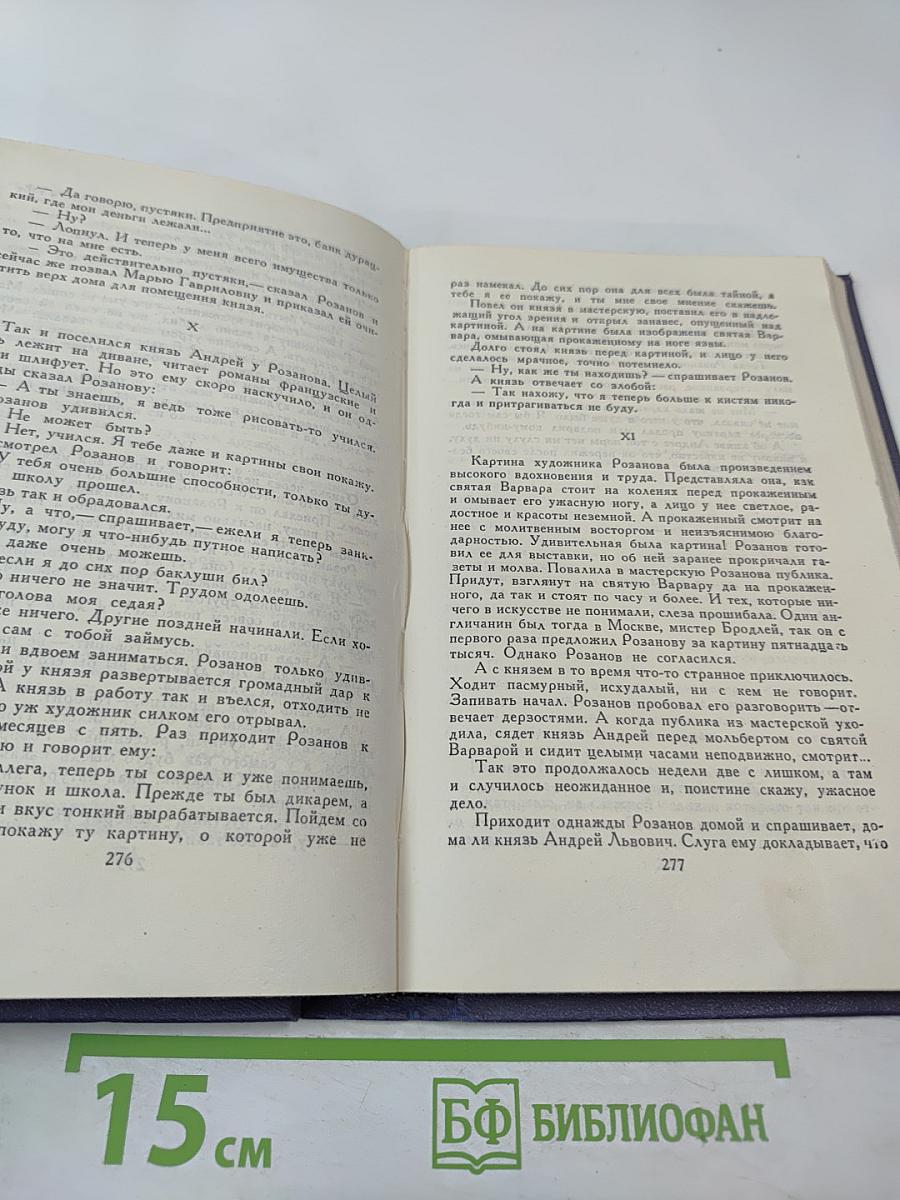 — Да говорю, пустяки. Предприятие это, банк дурац-
кий, где мои деньги лежали...
— Ну?
— Лопнул. И теперь у меня всего имущества только
то, что на мне есть.
— Это действительно пустяки,— сказал Розанов и
сейчас же позвал Марью Гавриловну и приказал ей очи-
тить верх дома для помещения князя.
X
Так и поселился князь Андрей у Розанова. Целый
ь лежит на диване, читает романы французские и
и шлифует. Но это ему скоро наскучило, и он од-
ды сказал Розанову:
— А ты знаешь, я ведь тоже рисовать-то учился.
озанов удивился.
Не может быть?
Нет, учился. Я тебе даже и картины свои покажу.
смотрел Розанов и говорит:
У тебя очень большие способности, только ты ду-
школу прошел.
зь так и обрадовался.
у, а что,— спрашивает,— ежели я теперь занк-
уду, могу я что-нибудь путное написать?
даже очень можешь.
если я до сих пор баклуши бил?
о ничего не значит. Трудом одолеешь.
голова моя седая?
же ничего. Другие поздней начинали. Если хо-
сам с тобой займусь.
и вдвоем заниматься. Розанов только удив-
ой у князя развертывается громадный дар к
А князь в работу так и въелся, отходить не
о уж художник силком его отрывал.
месяцев с пять. Раз приходит Розанов к
ю и говорит ему:
ллега, теперь ты созрел и уже понимаешь,
унок и школа. Прежде ты был дикарем, а
и вкус тонкий вырабатывается. Пойдем со
покажу ту картину, о которой уже не
276
раз намекал. До сих пор она для всех была тайной, а
тебе я ее покажу, и ты мне свое мнение скажешь.
Повел он князя в мастерскую, поставил его в надле-
жащий угол зрения и открыл занавес, опущенный над
картиной. А на картине была изображена святая Вар-
вара, омывающая прокаженному на ноге язвы.
Долго стоял князь перед картиной, и лицо у него
сделалось мрачное, точно потемнело.
— Ну, как же ты находишь? — спрашивает Розанов.
А князь отвечает со злобой:
— Так нахожу, что я теперь больше к кистям нико-
гда и притрагиваться не буду.
XI
Картина художника Розанова была произведением
высокого вдохновения и труда. Представляла она, как
святая Варвара стоит на коленях перед прокаженным
и омывает его ужасную ногу, а лицо у нее светлое, ра-
достное и красоты неземной. А прокаженный смотрит на
нее с молитвенным восторгом и неизъяснимою благо-
дарностью. Удивительная была картина! Розанов гото-
вил ее для выставки, но об ней заранее прокричали га-
зеты и молва. Повалила в мастерскую Розанова публика.
Придут, взглянут на святую Варвару да на прокажен-
ного, да так и стоят по часу и более. И тех, которые ни-
чего в искусстве не понимали, слеза прошибала. Один ан-
гличанин был тогда в Москве, мистер Бродлей, так он с
первого раза предложил Розанову за картину пятнадцать
тысяч. Однако Розанов не согласился.
А с князем в то время что-то странное приключилось.
Ходит пасмурный, исхудалый, ни с кем не говорит.
Запивать начал. Розанов пробовал его разговорить —от-
вечает дерзостями. А когда публика из мастерской ухо-
дила, сядет князь Андрей перед мольбертом со святой
Варварой и сидит целыми часами неподвижно, смотрит...
Так это продолжалось недели две с лишком, а там
и случилось неожиданное и, поистине скажу, ужасное
дело.
Приходит однажды Розанов домой и спрашивает, до-
ма ли князь Андрей Львович. Слуга ему докладывает, что
277
15 см
БФ БИБЛИОФАН